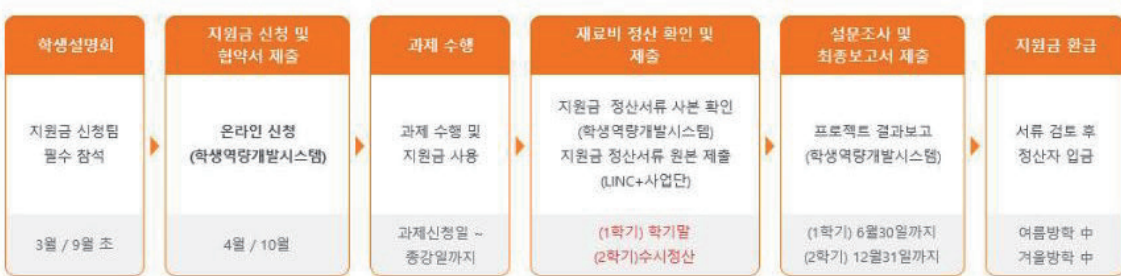 학생설명회
지원금 신청팀
필수 참석
3월 / 9월 초
지원금 신청 및
협약서 제출
온라인 신청
(학생역량개발시스템)
4월 / 10월
과제 수행
과제 수행 및
지원금 사용
과제신청일 ~
종강일까지
재료비 정산 확인 및
제출
지원금 정산서류 사본 확인
(학생역량개발시스템)
지원금 정산서류 원본 제출
(LINC+사업단)
(1학기) 학기말
(2학기)수시정산
설문조사 및
최종보고서 제출
프로젝트 결과보고
(학생역량개발시스템)
(1학기) 6월30일까지
(2학기) 12월31일까지
지원금 환급
서류 검토 후
정산자 입금
여름방학 中
겨울방학 中